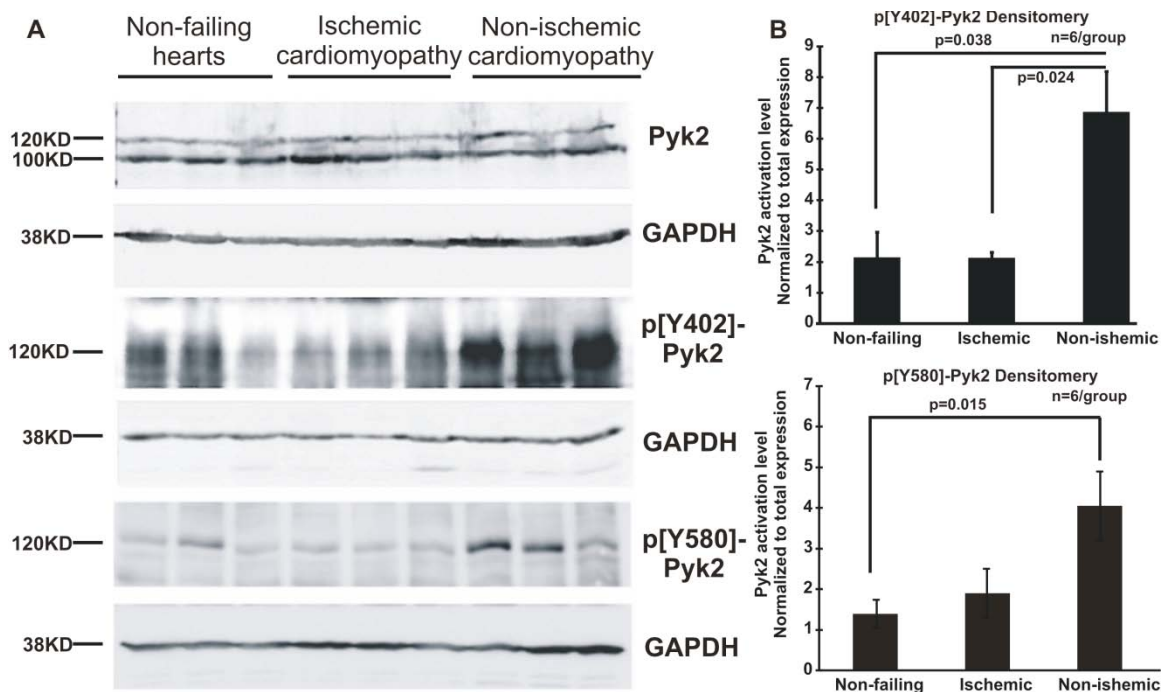 A
Non-failing
hearts
Ischemic
cardiomyopathy
Non-ischemic
cardiomyopathy
120KD
100KD
Pyk2
38KD
GAPDH
120KD
p[Y402]-
Pyk2
38KD
GAPDH
120KD
p[Y580]-
Pyk2
38KD
GAPDH
B
p[Y402]-Pyk2 Densitomery
p=0.038
n=6/group
p=0.024
Pyk2 activation level
Normalized to total expression
9
8
7
6
5
4
3
2
1
0
Non-failing
Ischemic
Non-ishemic
p[Y580]-Pyk2 Densitomery
n=6/group
p=0.015
Pyk2 activation level
Normalized to total expression
7
6
5
4
3
2
1
0
Non-failing
Ischemic
Non-ishemic